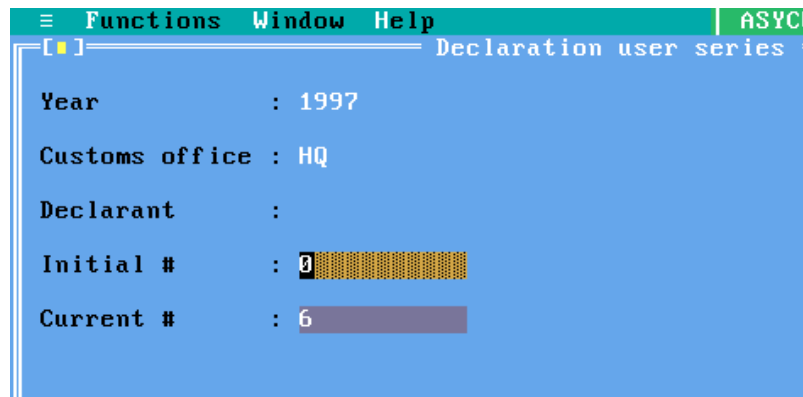 ≡ Functions Window Help ASYC
[■] Declaration user series
Year : 1997
Customs office : HQ
Declarant :
Initial # : 0
Current # : 6